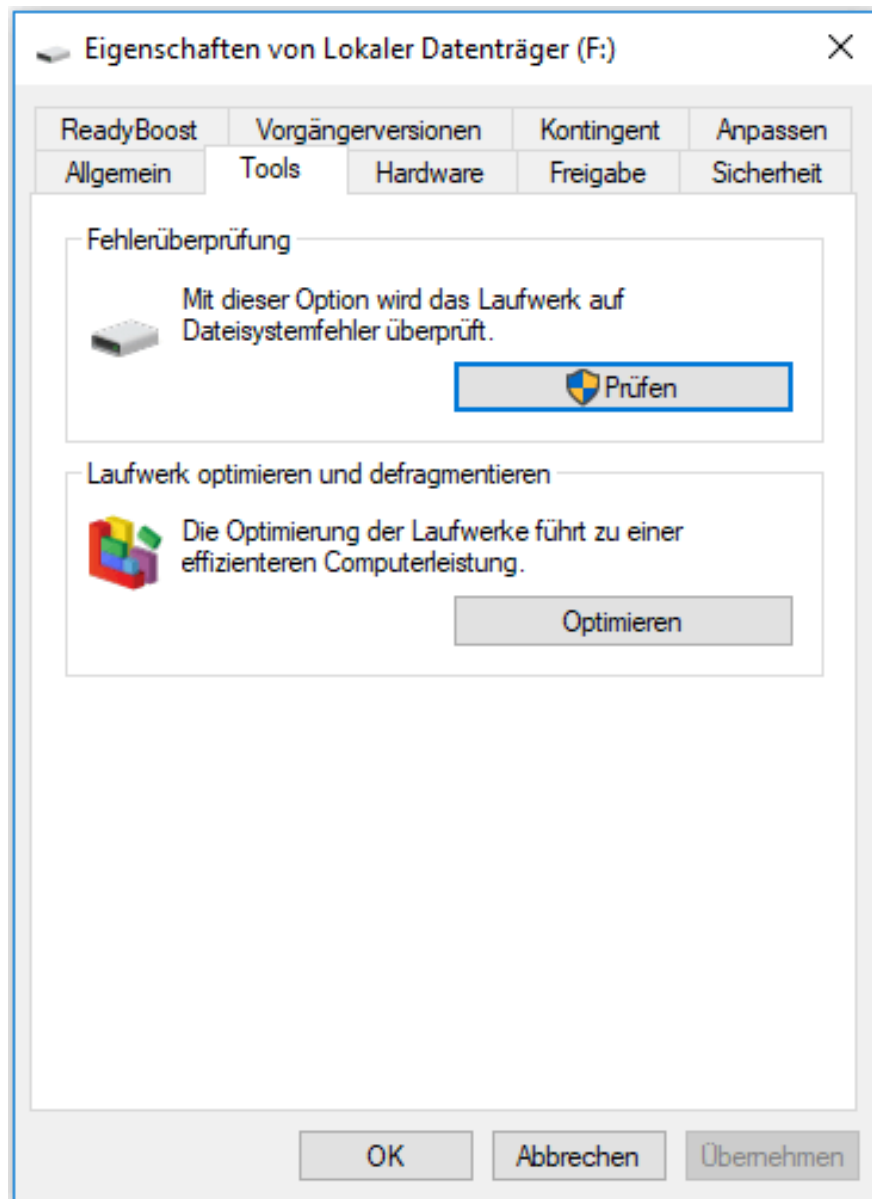 Eigenschaften von Lokaler Datenträger (F:)
ReadyBoost Vorgängerversionen Kontingent Anpassen
Allgemein Tools Hardware Freigabe Sicherheit
Fehlerüberprüfung
Mit dieser Option wird das Laufwerk auf
Dateisystemfehler überprüft.
Prüfen
Laufwerk optimieren und defragmentieren
Die Optimierung der Laufwerke führt zu einer
effizienteren Computerleistung.
Optimieren
OK Abbrechen Übernehmen